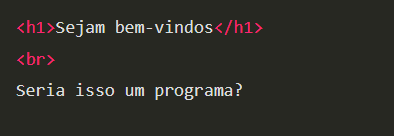 <h1>Sejam bem-vindos</h1>
<br>
Seria isso um programa?